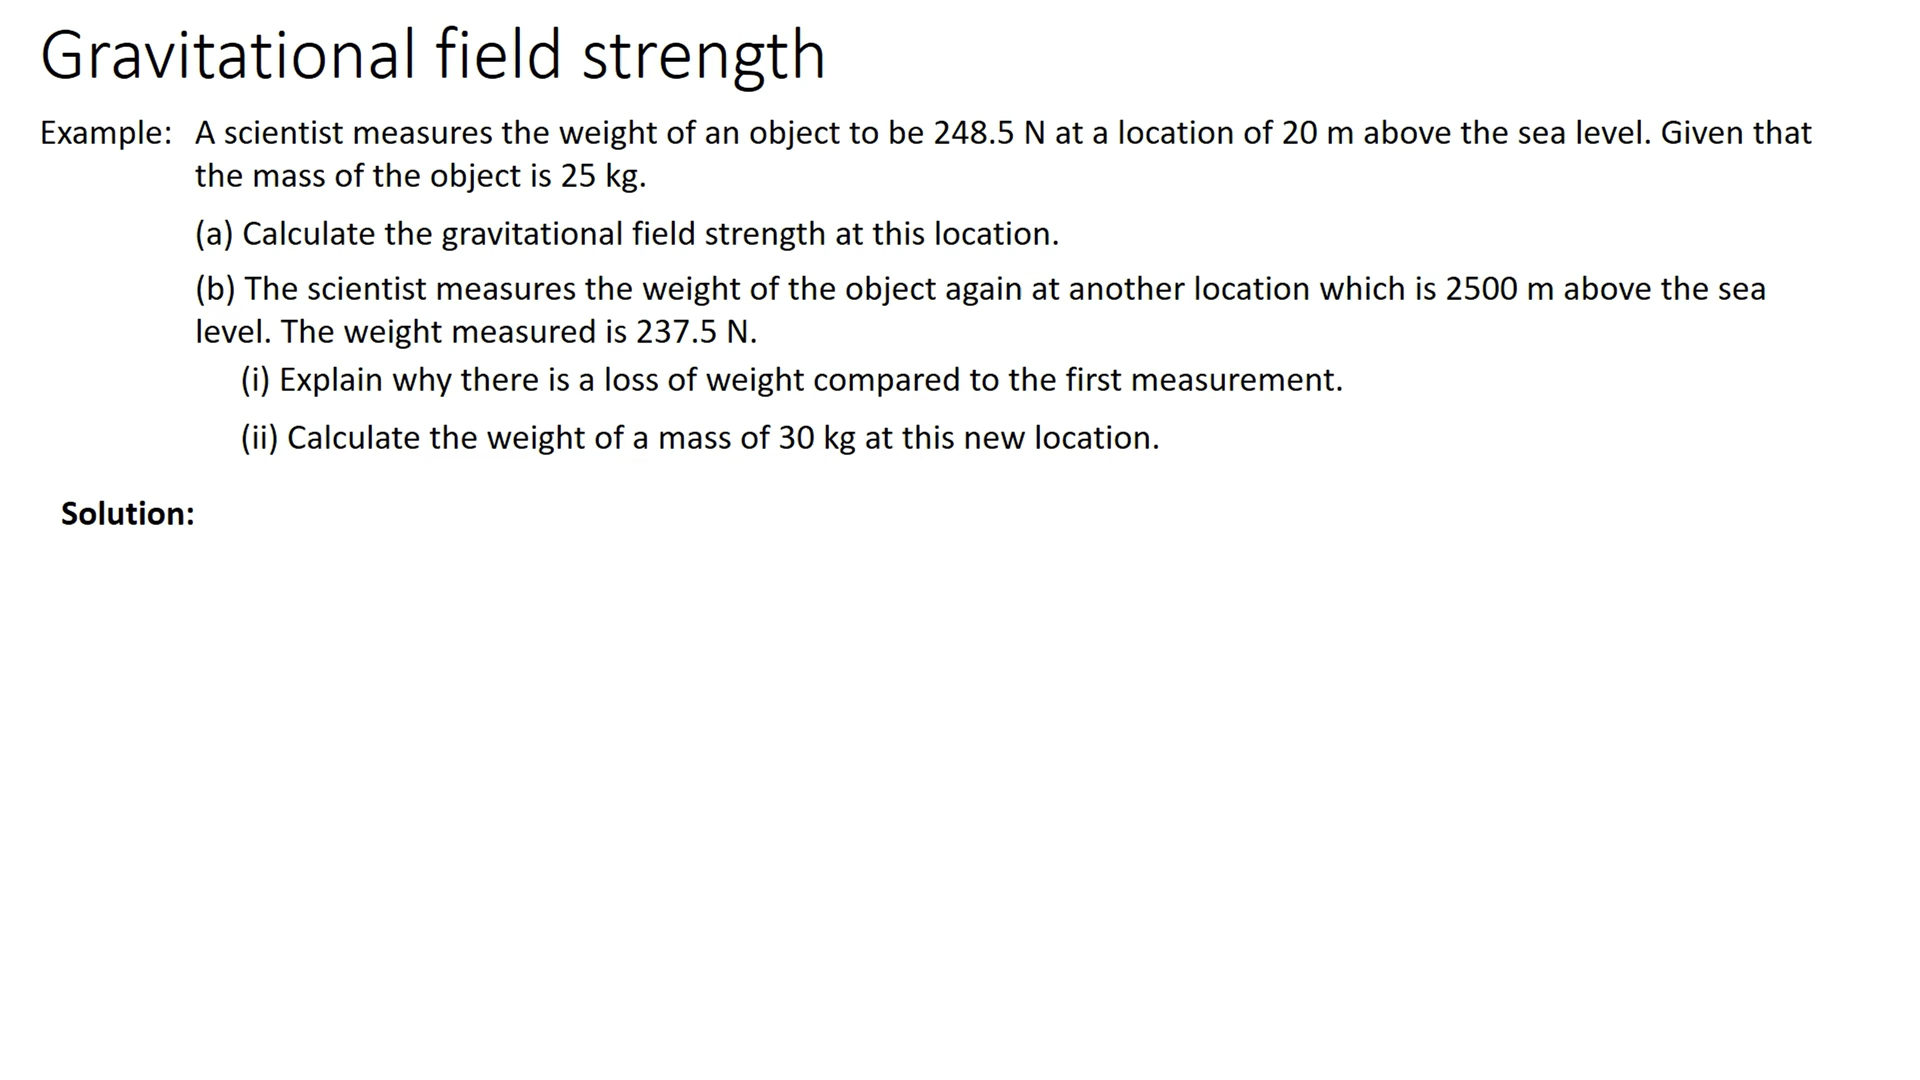 Gravitational field strength
Example: A scientist measures the weight of an object to be 248.5 N at a location of 20 m above the sea level. Given that
the mass of the object is 25 kg.
(a) Calculate the gravitational field strength at this location.
(b) The scientist measures the weight of the object again at another location which is 2500 m above the sea
level. The weight measured is 237.5 N.
(i) Explain why there is a loss of weight compared to the first measurement.
(ii) Calculate the weight of a mass of 30 kg at this new location.
Solution: